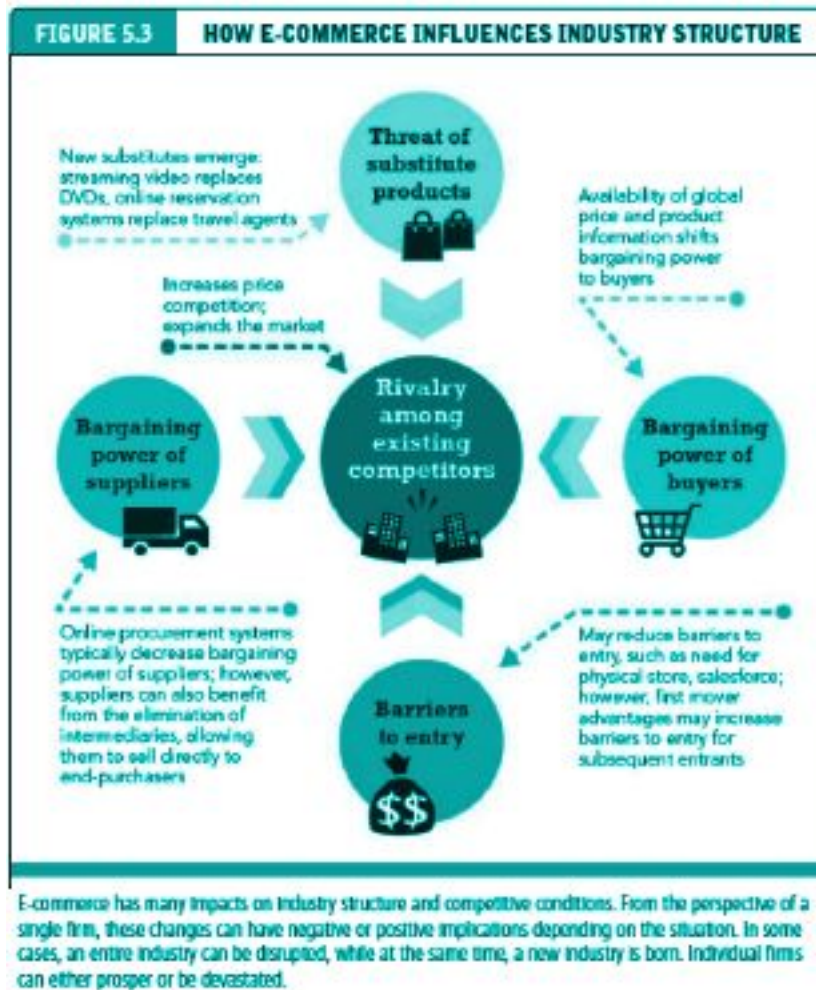 FIGURE 5.3
HOW E-COMMERCE INFLUENCES INDUSTRY STRUCTURE
Threat of
substitute
products
New substitutes emerge:
streaming video replaces
DVDs, online reservation
systems replace travel agents
Availability of global
price and product
information shifts
bargaining power
to buyers
Increases price
competition;
expands the market
Rivalry
among
existing
competitors
Bargaining
power of
suppliers
Bargaining
power of
buyers
Online procurement systems
typically decrease bargaining
power of suppliers; however,
suppliers can also benefit
from the elimination of
intermediaries, allowing
them to sell directly to
end-purchasers
May reduce barriers to
entry, such as need for
physical store, salesforce;
however, first mover
advantages may increase
barriers to entry for
subsequent entrants
Barriers
to entry
$$
E-commerce has many impacts on industry structure and competitive conditions. From the perspective of a
single firm, these changes can have negative or positive implications depending on the situation. In some
cases, an entire industry can be disrupted, while at the same time, a new industry is born. Individual firms
can either prosper or be devastated.